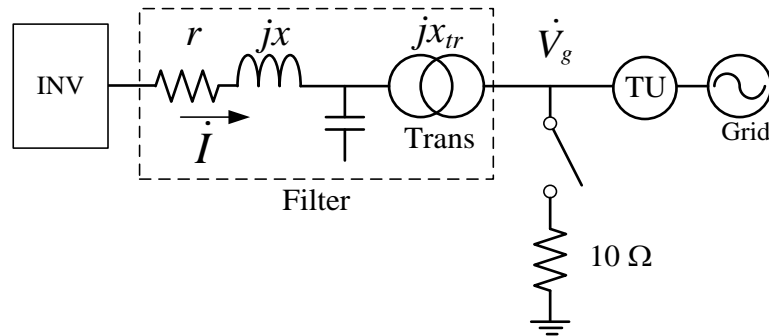 INV
r
jx
jx_tr
İ
Trans
Filter
V̇_g
TU
Grid
10 Ω